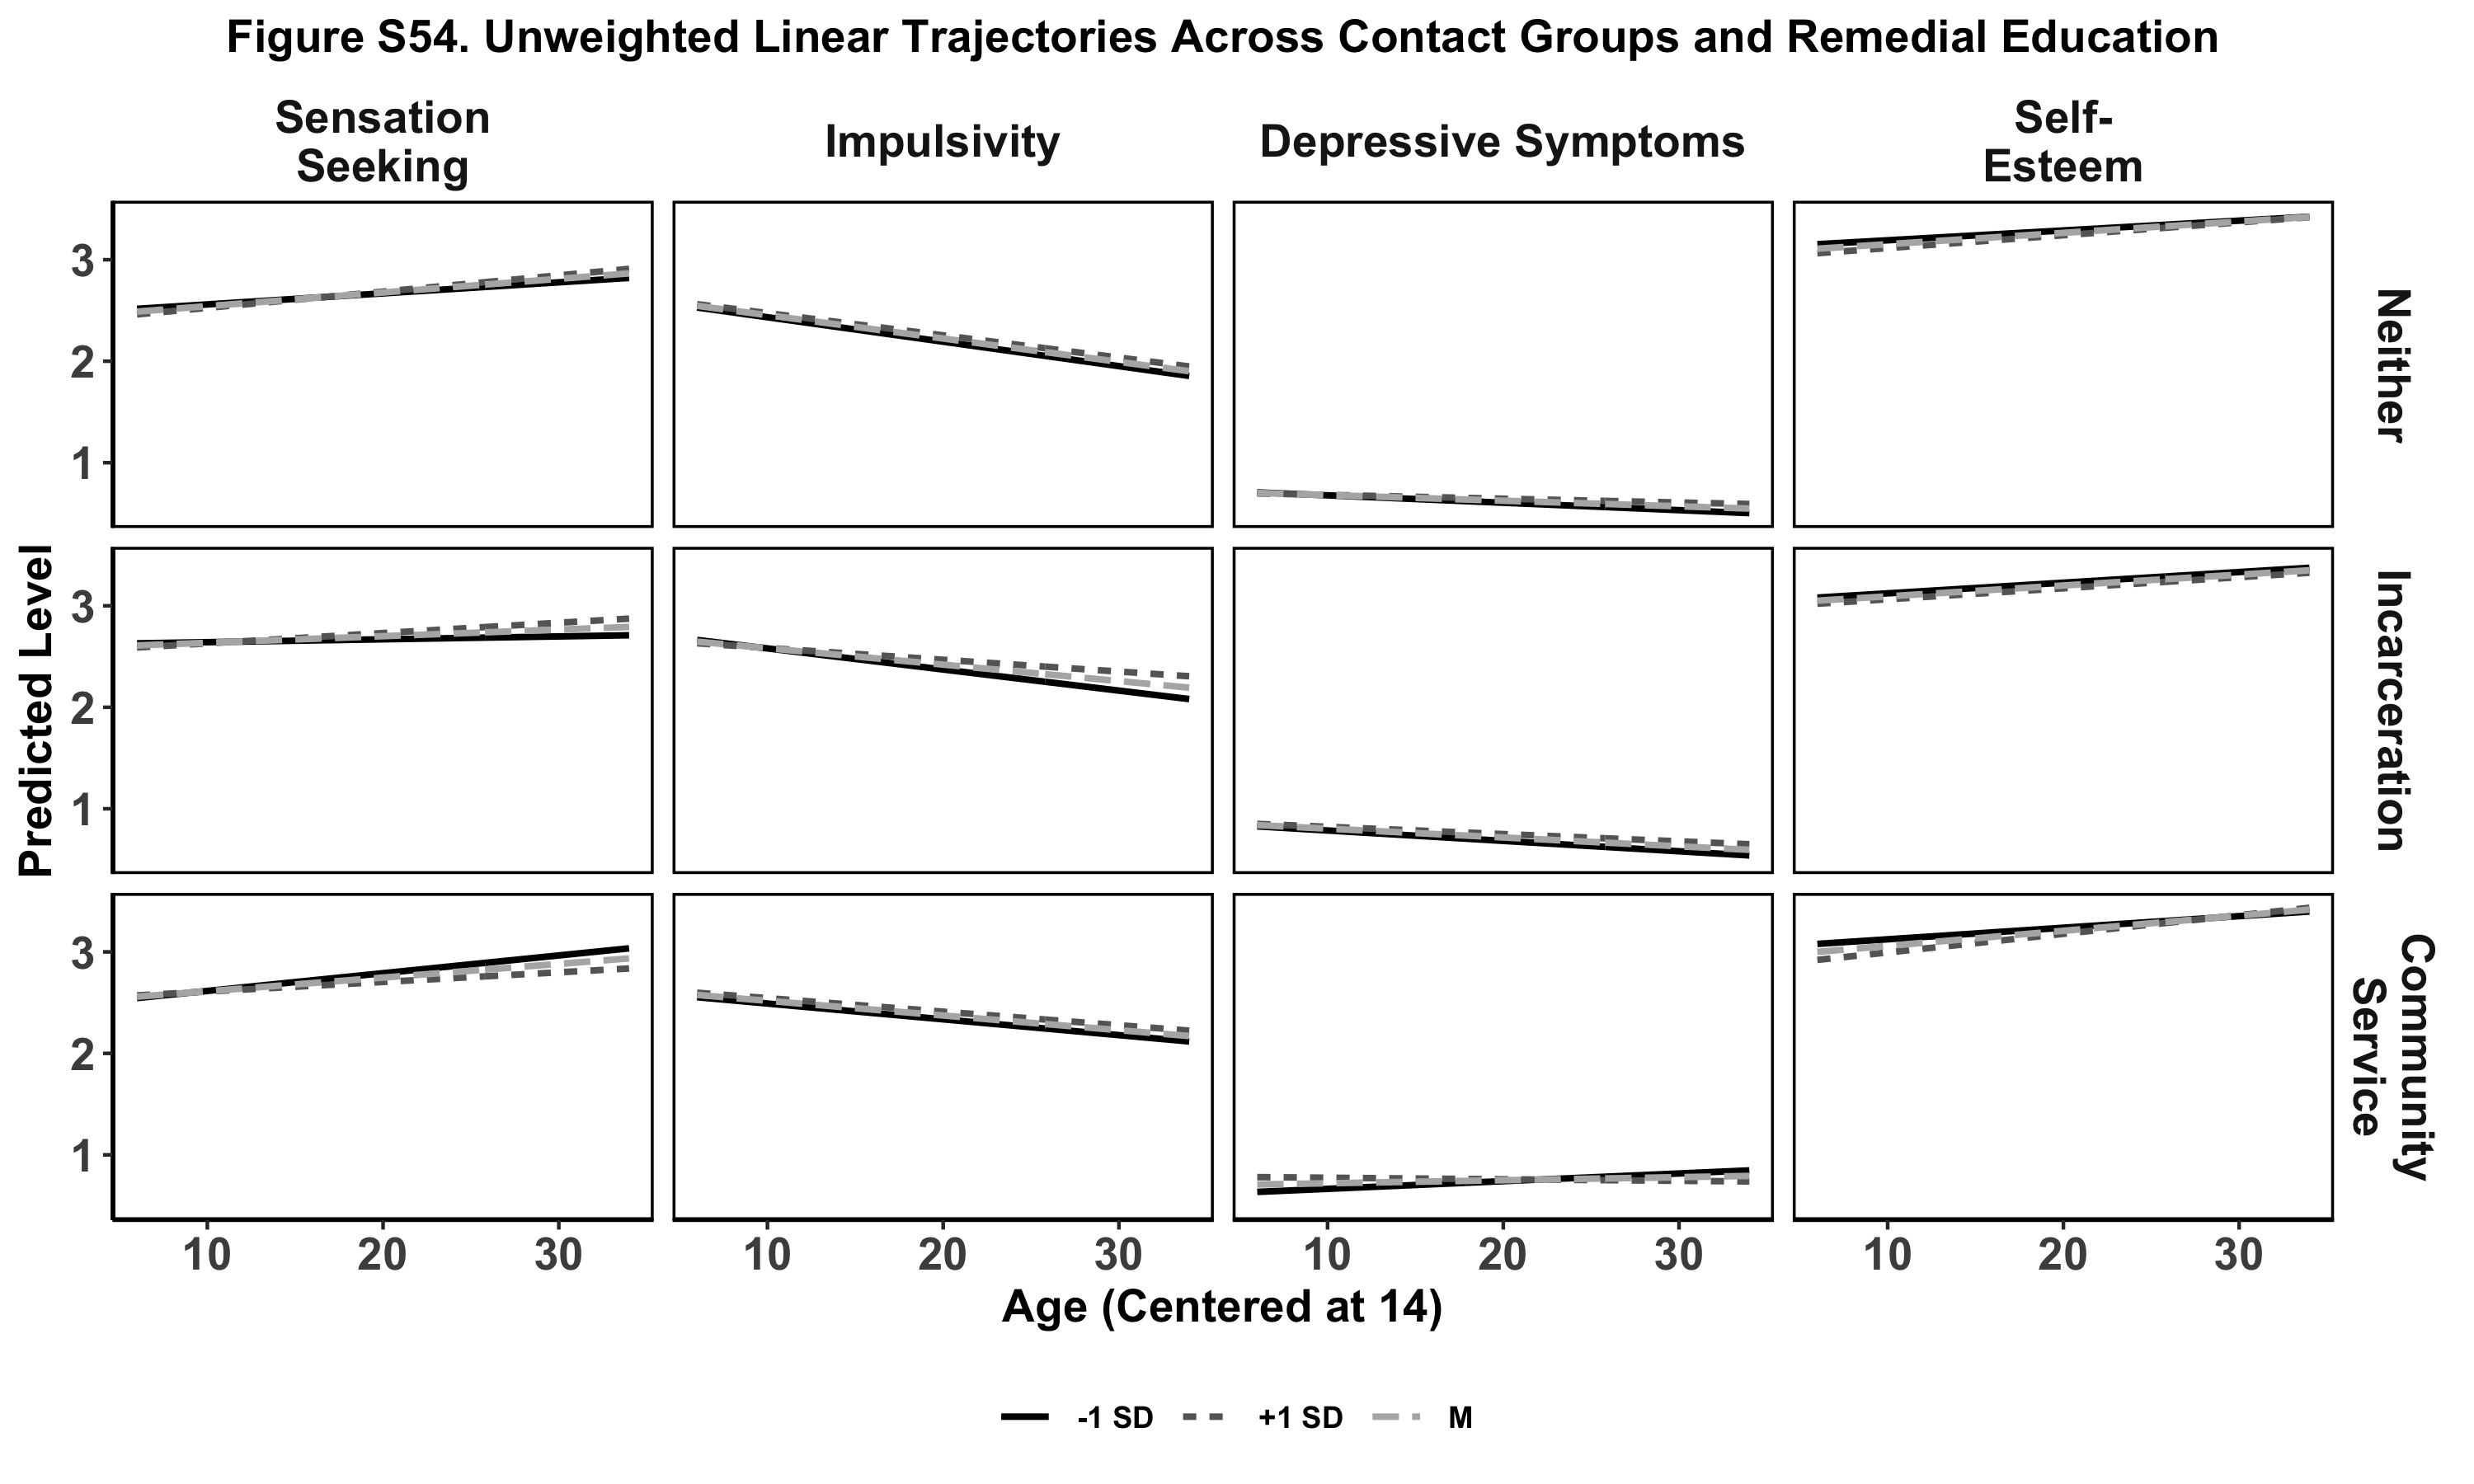 Figure S54. Unweighted Linear Trajectories Across Contact Groups and Remedial Education
Sensation
Seeking
Impulsivity
Depressive Symptoms
Self-
Esteem
3
2
1
Neither
Predicted Level
3
2
1
Incarceration
3
2
1
Community
Service
10
20
30
10
20
30
10
20
30
10
20
30
Age (Centered at 14)
-1 SD
+1 SD
M